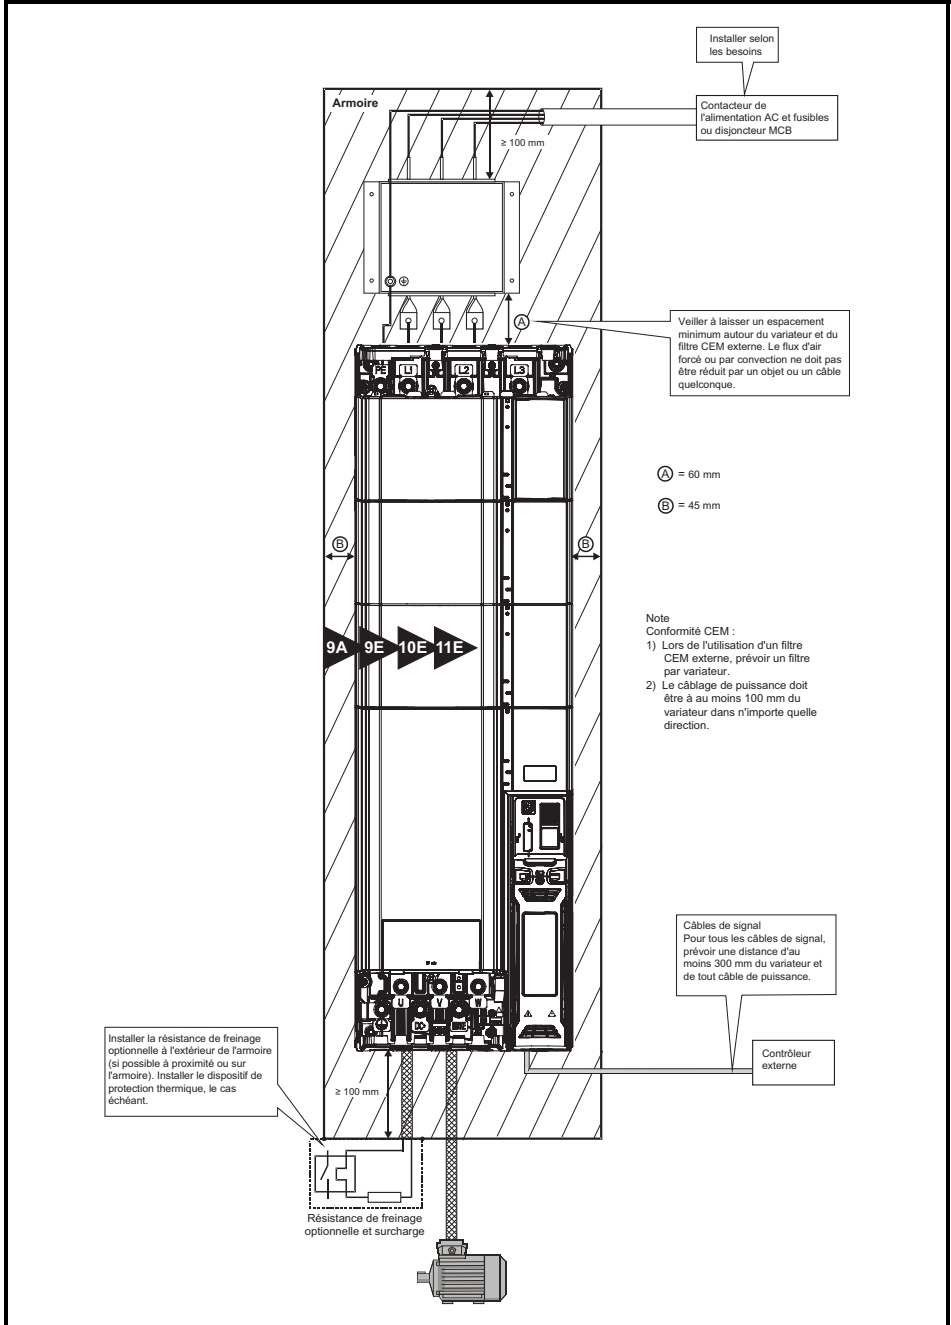 Installer selon
les besoins
Armoire
Contacteur de
l'alimentation AC et fusibles
ou disjoncteur MCB
≥ 100 mm
A
Veiller à laisser un espacement
minimum autour du variateur et du
filtre CEM externe. Le flux d'air
forcé ou par convection ne doit pas
être réduit par un objet ou un câble
quelconque.
PE L1 L2 L3
A = 60 mm
B = 45 mm
B
B
Note
Conformité CEM :
1) Lors de l'utilisation d'un filtre
CEM externe, prévoir un filtre
par variateur.
2) Le câblage de puissance doit
être à au moins 100 mm du
variateur dans n'importe quelle
direction.
9A 9E 10E 11E
Câbles de signal
Pour tous les câbles de signal,
prévoir une distance d'au
moins 300 mm du variateur et
de tout câble de puissance.
U V W
Installer la résistance de freinage
optionnelle à l'extérieur de l'armoire
(si possible à proximité ou sur
l'armoire). Installer le dispositif de
protection thermique, le cas
échéant.
Contrôleur
externe
≥ 100 mm
Résistance de freinage
optionnelle et surcharge